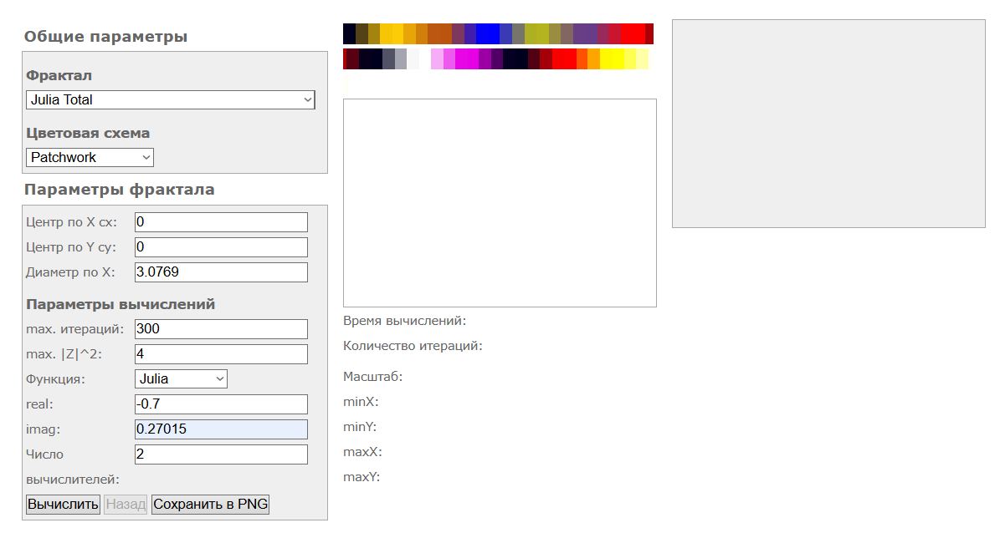 Общие параметры
Фрактал
Julia Total
Цветовая схема
Patchwork
Параметры фрактала
Центр по X cx: 0
Центр по Y cy: 0
Диаметр по X: 3.0769
Параметры вычислений
max. итераций: 300
max. |Z|^2: 4
Функция: Julia
real: -0.7
imag: 0.27015
Число 2
вычислителей:
Вычислить Назад Сохранить в PNG
Время вычислений:
Количество итераций:
Масштаб:
minX:
minY:
maxX:
maxY: